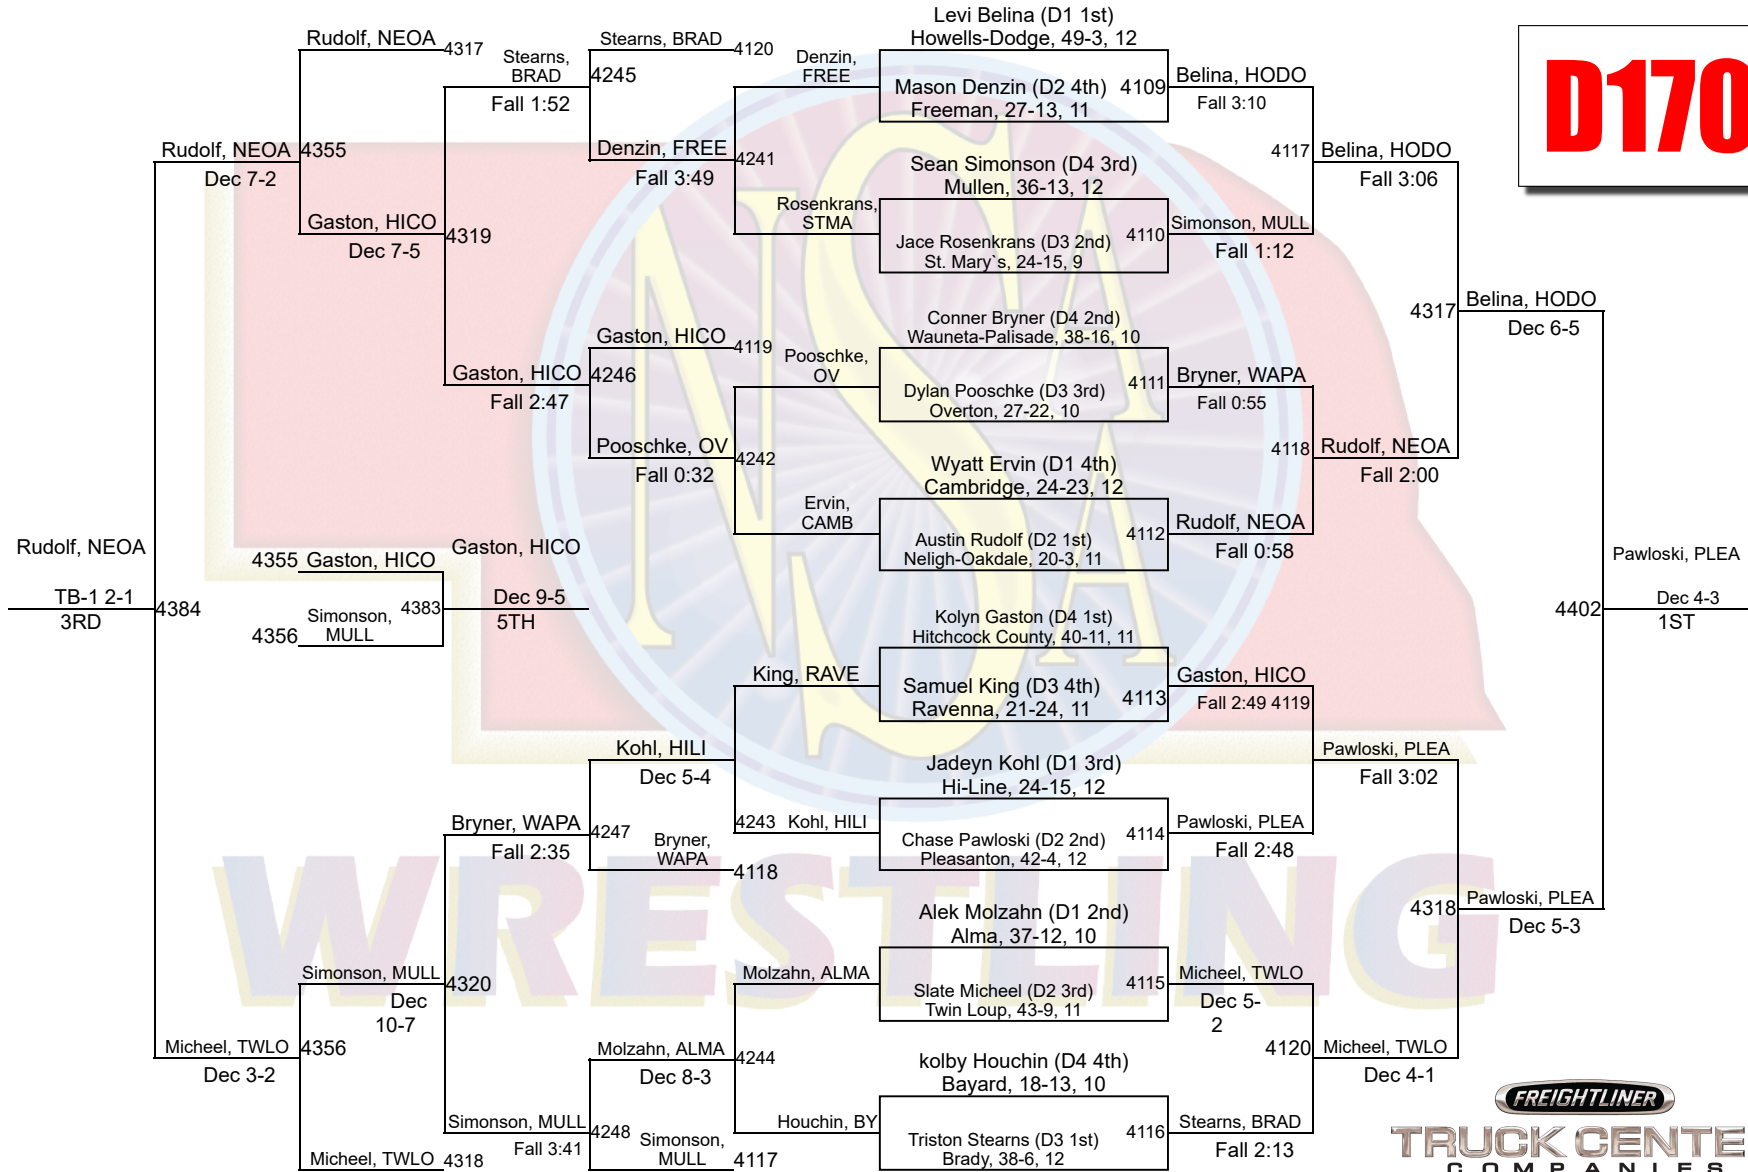 Levi Belina (D1 1st)
Howells-Dodge, 49-3, 12
Rudolf, NEOA 4317
Stearns, BRAD
4245
Fall 1:52
Stearns, BRAD 4120
Denzin, FREE
Mason Denzin (D2 4th) 4109
Freeman, 27-13, 11
Belina, HODO
Fall 3:10
D170
Rudolf, NEOA 4355
Dec 7-2
Denzin, FREE 4241
Fall 3:49
Sean Simonson (D4 3rd)
Mullen, 36-13, 12
4117 Belina, HODO
Fall 3:06
Gaston, HICO 4319
Dec 7-5
Rosenkrans, STMA
Jace Rosenkrans (D3 2nd) 4110
St. Mary`s, 24-15, 9
Simonson, MULL
Fall 1:12
Conner Bryner (D4 2nd)
Wauneta-Palisade, 38-16, 10
4317 Belina, HODO
Dec 6-5
Gaston, HICO 4119
Gaston, HICO 4246
Fall 2:47
Pooschke, OV
Dylan Pooschke (D3 3rd) 4111
Overton, 27-22, 10
Bryner, WAPA
Fall 0:55
Pooschke, OV 4242
Fall 0:32
Wyatt Ervin (D1 4th)
Cambridge, 24-23, 12
4118 Rudolf, NEOA
Fall 2:00
Ervin, CAMB
Austin Rudolf (D2 1st) 4112
Neligh-Oakdale, 20-3, 11
Rudolf, NEOA
Fall 0:58
Rudolf, NEOA
TB-1 2-1 4384
3RD
4355 Gaston, HICO
Simonson, MULL 4383
4356
Gaston, HICO
Dec 9-5
5TH
Pawloski, PLEA
4402 Dec 4-3
1ST
Kolyn Gaston (D4 1st)
Hitchcock County, 40-11, 11
King, RAVE
Samuel King (D3 4th) 4113
Ravenna, 21-24, 11
Gaston, HICO
Fall 2:49 4119
Kohl, HILI
Dec 5-4
Jadeyn Kohl (D1 3rd)
Hi-Line, 24-15, 12
Pawloski, PLEA
Fall 3:02
Bryner, WAPA 4247
Fall 2:35
Bryner, WAPA
4118
4243 Kohl, HILI
Chase Pawloski (D2 2nd) 4114
Pleasanton, 42-4, 12
Pawloski, PLEA
Fall 2:48
Alek Molzahn (D1 2nd)
Alma, 37-12, 10
4318 Pawloski, PLEA
Dec 5-3
Simonson, MULL 4320
Dec
10-7
Molzahn, ALMA
Slate Micheel (D2 3rd) 4115
Twin Loup, 43-9, 11
Micheel, TWLO
Dec 5-
2
Micheel, TWLO 4356
Dec 3-2
Molzahn, ALMA 4244
Dec 8-3
kolby Houchin (D4 4th)
Bayard, 18-13, 10
4120 Micheel, TWLO
Dec 4-1
Simonson, MULL 4248
Fall 3:41
Houchin, BY
Triston Stearns (D3 1st) 4116
Brady, 38-6, 12
Stearns, BRAD
Fall 2:13
Micheel, TWLO 4318
Simonson, MULL 4117
NSAA
WRESTLING
FREIGHTLINER
TRUCK CENTE
COMPANIES